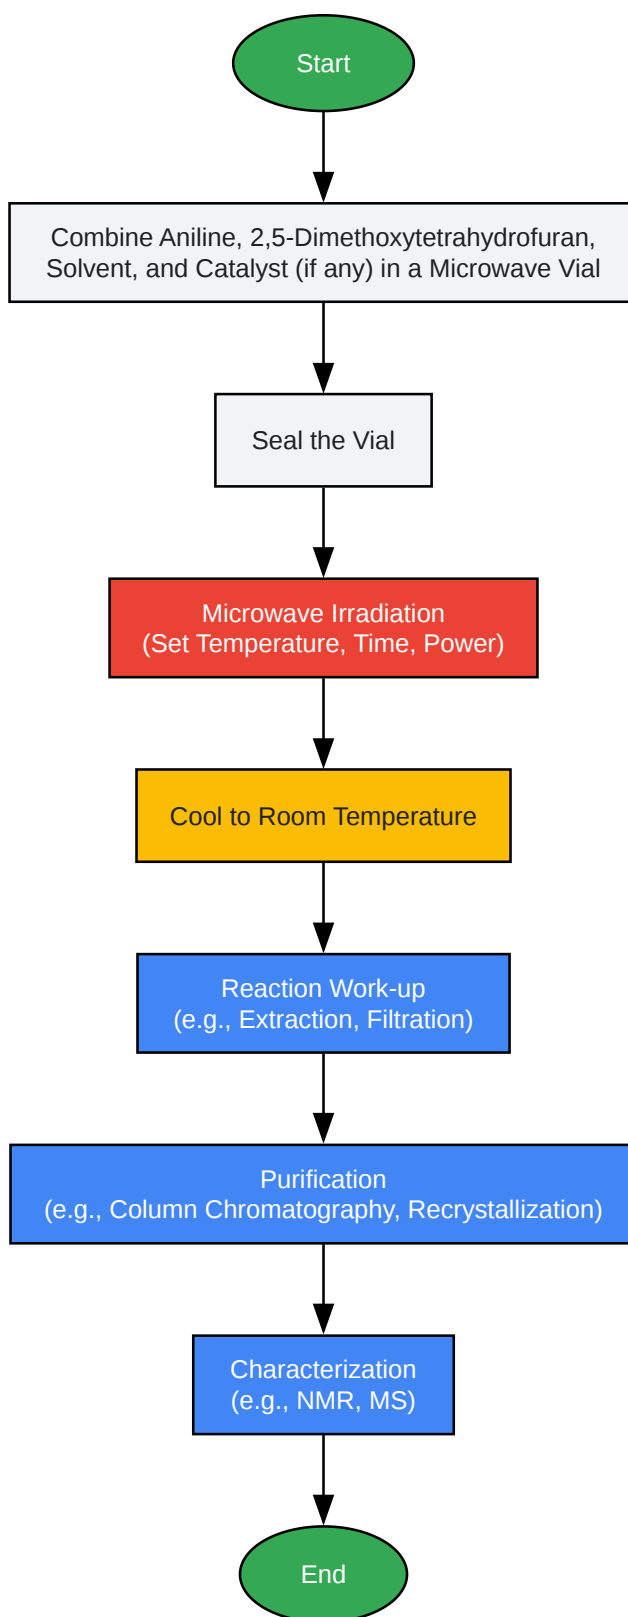 Start
Combine Aniline, 2,5-Dimethoxytetrahydrofuran,
Solvent, and Catalyst (if any) in a Microwave Vial
Seal the Vial
Microwave Irradiation
(Set Temperature, Time, Power)
Cool to Room Temperature
Reaction Work-up
(e.g., Extraction, Filtration)
Purification
(e.g., Column Chromatography, Recrystallization)
Characterization
(e.g., NMR, MS)
End